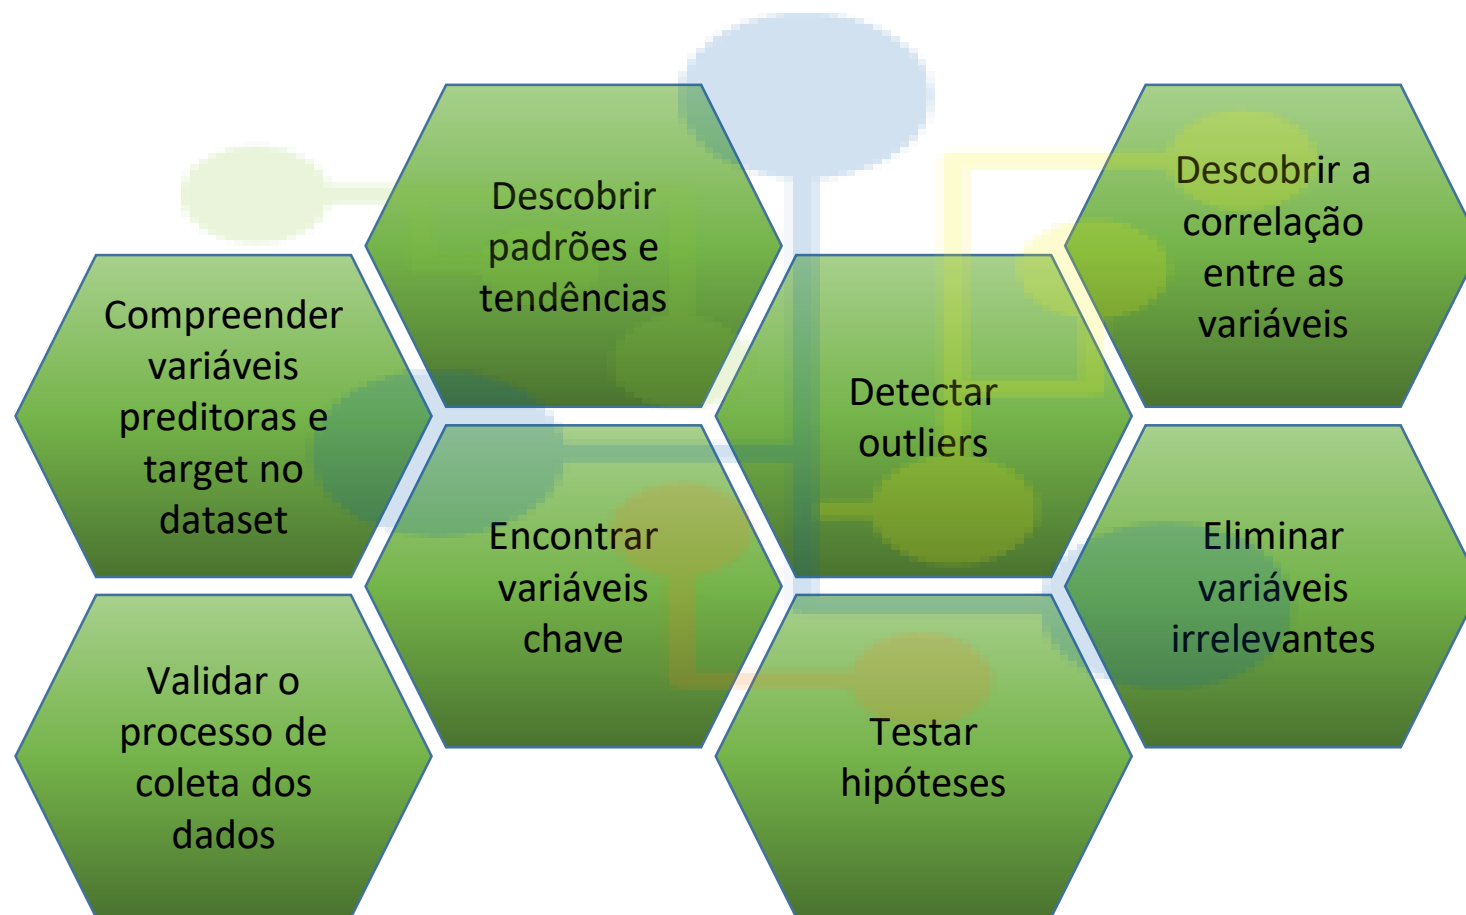 Descobrir
padrões e
tendências
Descobrir a
correlação
entre as
variáveis
Compreender
variáveis
preditoras e
target no
dataset
Detectar
outliers
Encontrar
variáveis
chave
Eliminar
variáveis
irrelevantes
Validar o
processo de
coleta dos
dados
Testar
hipóteses